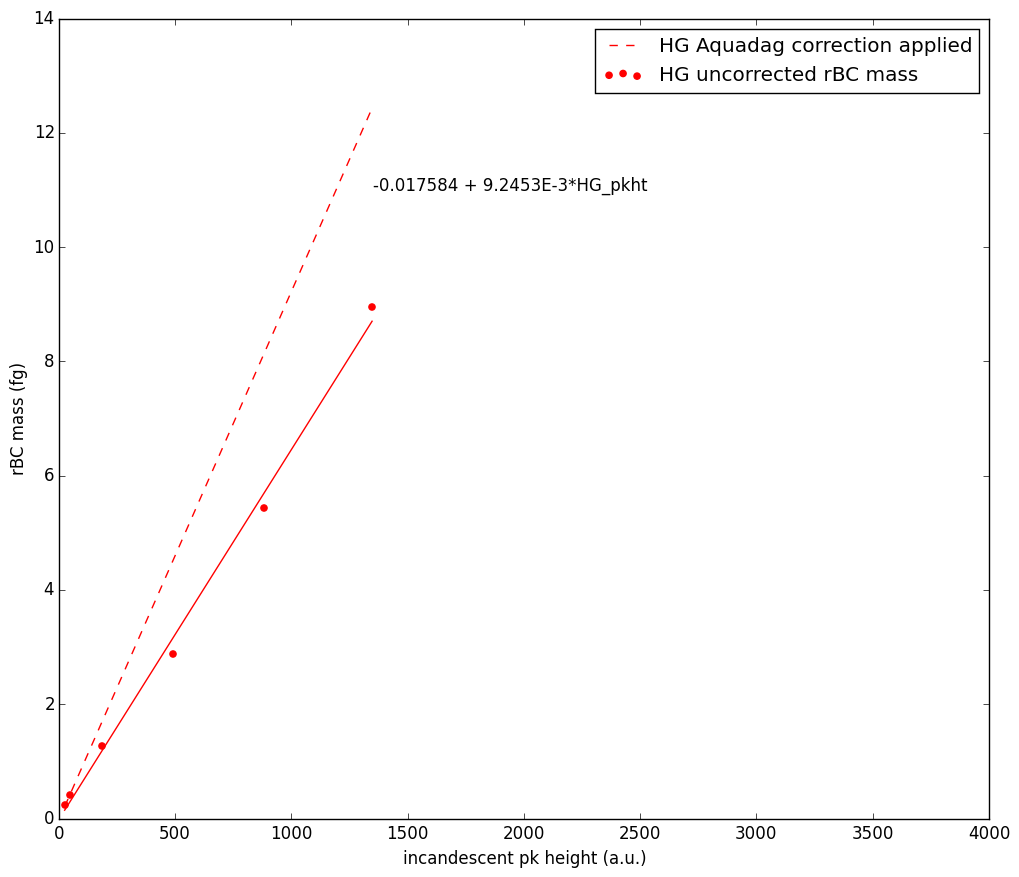 14
12
10
8
6
4
2
0
HG Aquadag correction applied
HG uncorrected rBC mass
-0.017584 + 9.2453E-3*HG_pkht
rBC mass (fg)
0 500 1000 1500 2000 2500 3000 3500 4000
incandescent pk height (a.u.)